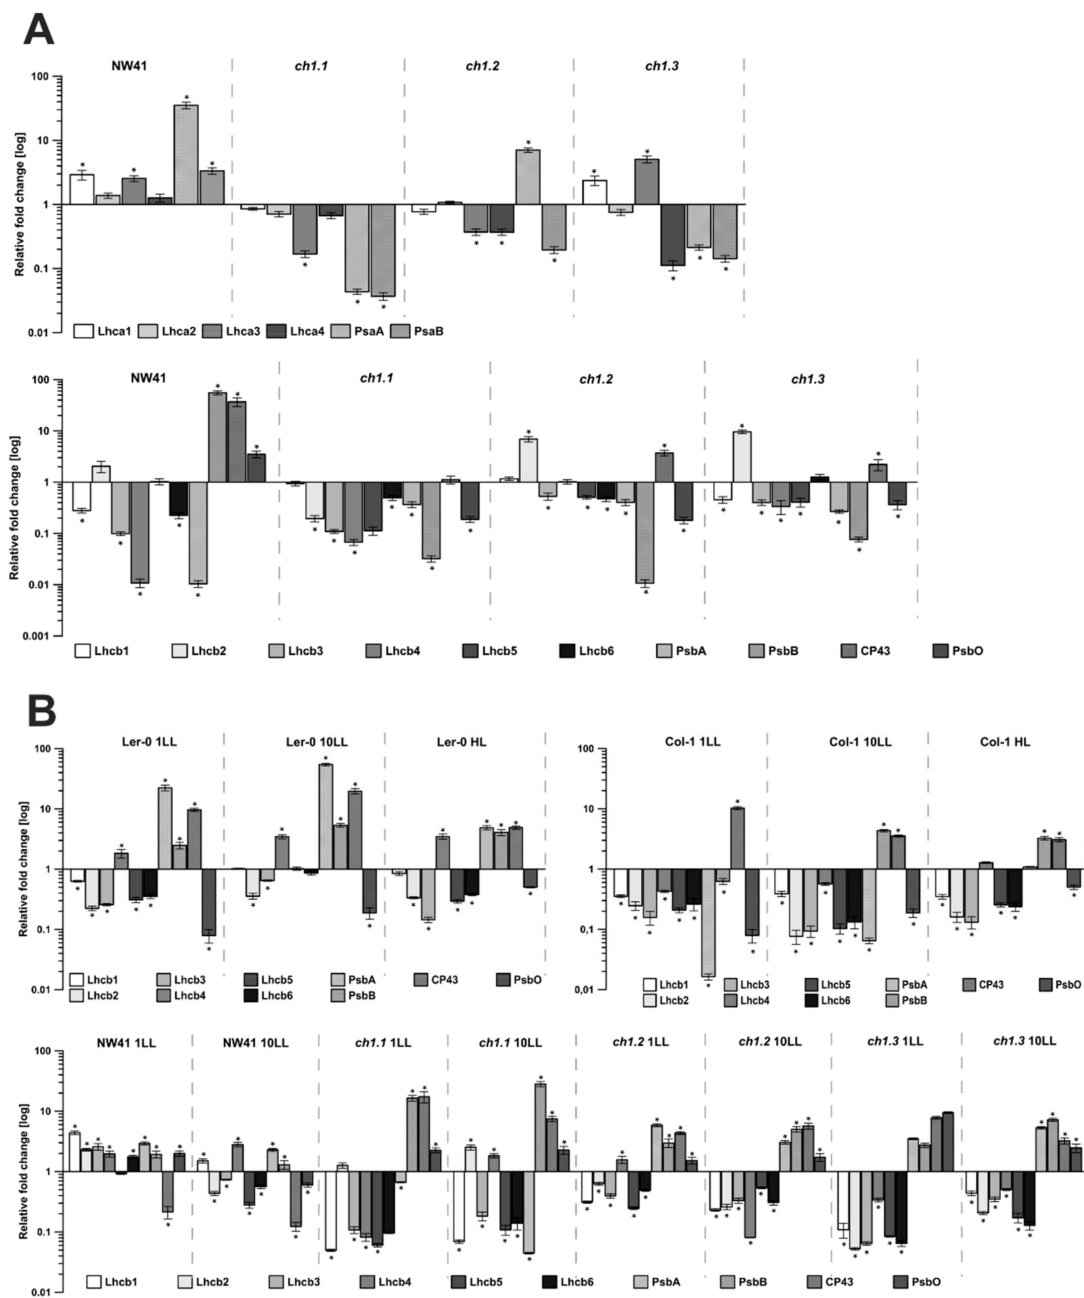 A
NW41 ch1.1 ch1.2 ch1.3
Relative fold change [log]
100
10
1
0.1
0.01
Lhca1 Lhca2 Lhca3 Lhca4 PsaA PsaB
NW41 ch1.1 ch1.2 ch1.3
Relative fold change [log]
100
10
1
0.1
0.01
0.001
Lhcb1 Lhcb2 Lhcb3 Lhcb4 Lhcb5 Lhcb6 PsbA PsbB CP43 PsbO
B
Ler-0 1LL Ler-0 10LL Ler-0 HL
Relative fold change [log]
100
10
1
0.1
0.01
Lhcb1 Lhcb3 Lhcb5 PsbA CP43 PsbO
Lhcb2 Lhcb4 Lhcb6 PsbB
Col-1 1LL Col-1 10LL Col-1 HL
100
10
1
0,1
0,01
Lhcb1 Lhcb3 Lhcb5 PsbA CP43 PsbO
Lhcb2 Lhcb4 Lhcb6 PsbB
NW41 1LL NW41 10LL ch1.1 1LL ch1.1 10LL ch1.2 1LL ch1.2 10LL ch1.3 1LL ch1.3 10LL
Relative fold change [log]
100
10
1
0.1
0.01
Lhcb1 Lhcb2 Lhcb3 Lhcb4 Lhcb5 Lhcb6 PsbA PsbB CP43 PsbO